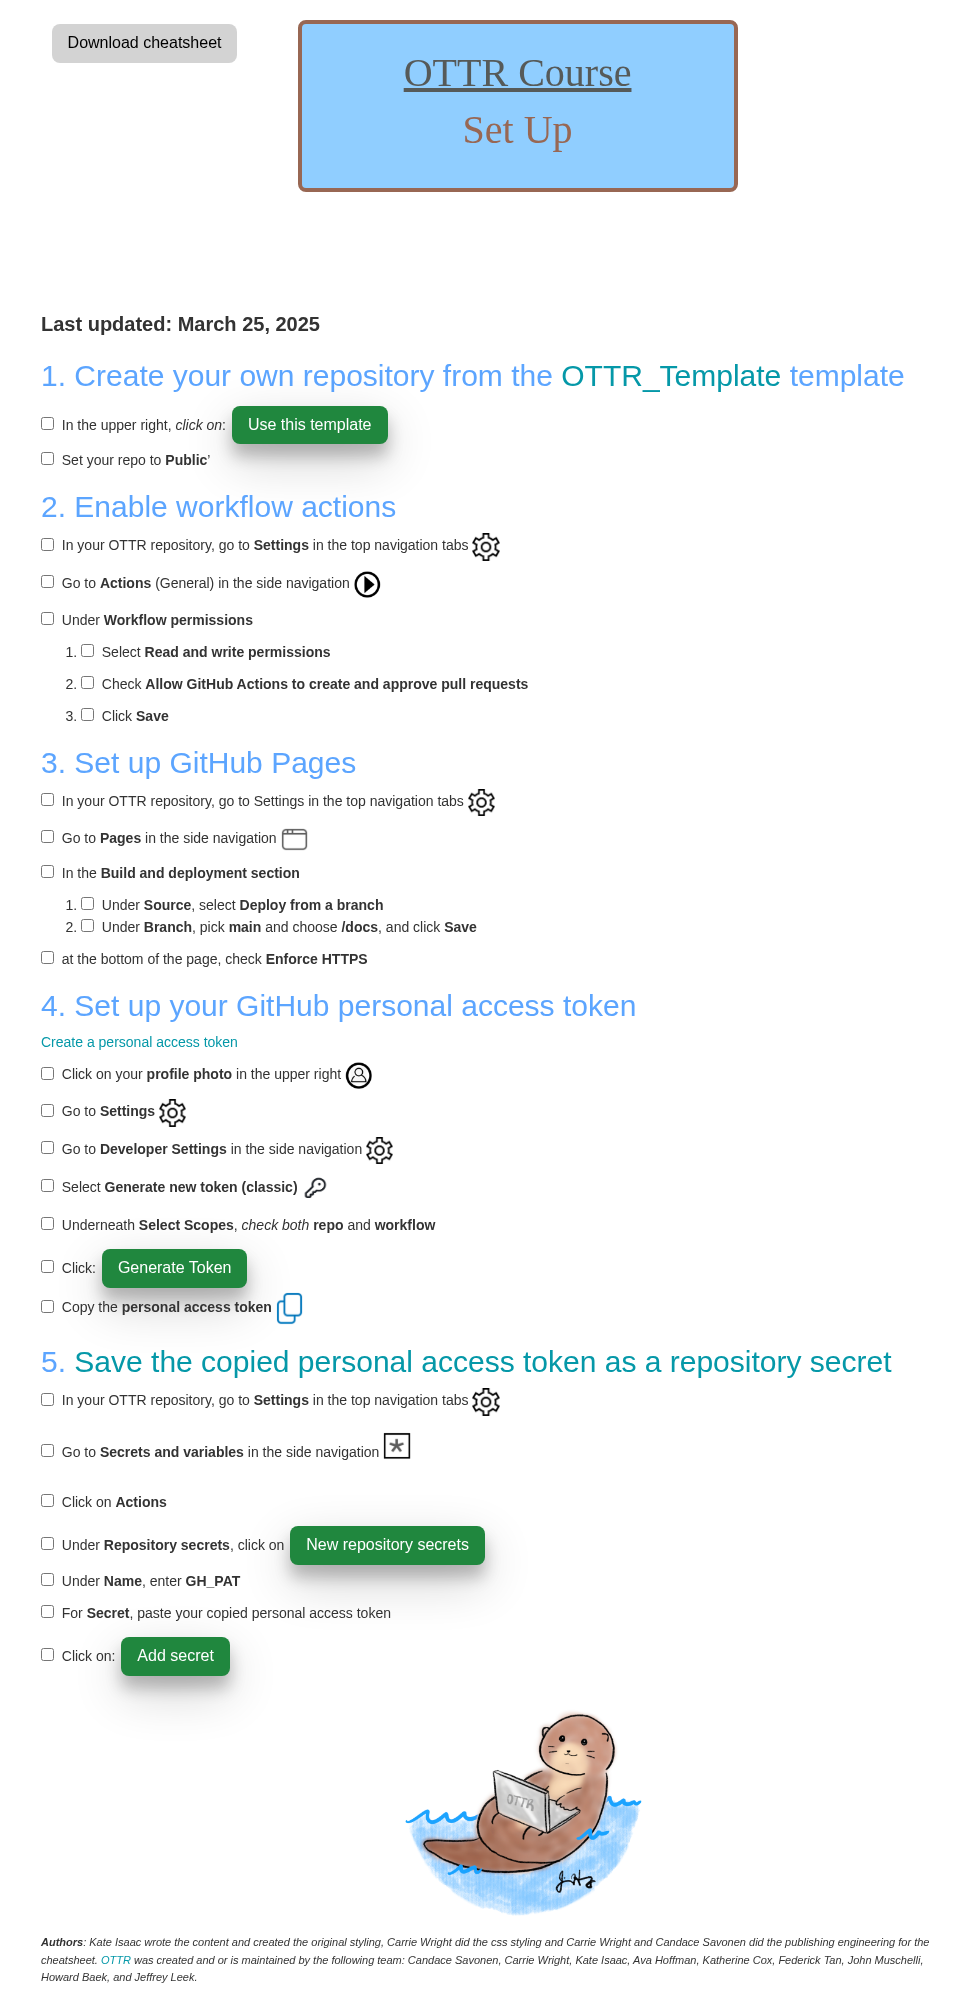 Download cheatsheet
OTTR Course
Set Up
Last updated: March 25, 2025
1. Create your own repository from the OTTR_Template template
In the upper right, click on: Use this template
Set your repo to Public’
2. Enable workflow actions
In your OTTR repository, go to Settings in the top navigation tabs
Go to Actions (General) in the side navigation
Under Workflow permissions
1. Select Read and write permissions
2. Check Allow GitHub Actions to create and approve pull requests
3. Click Save
3. Set up GitHub Pages
In your OTTR repository, go to Settings in the top navigation tabs
Go to Pages in the side navigation
In the Build and deployment section
1. Under Source, select Deploy from a branch
2. Under Branch, pick main and choose /docs, and click Save
at the bottom of the page, check Enforce HTTPS
4. Set up your GitHub personal access token
Create a personal access token
Click on your profile photo in the upper right
Go to Settings
Go to Developer Settings in the side navigation
Select Generate new token (classic)
Underneath Select Scopes, check both repo and workflow
Click: Generate Token
Copy the personal access token
5. Save the copied personal access token as a repository secret
In your OTTR repository, go to Settings in the top navigation tabs
Go to Secrets and variables in the side navigation
Click on Actions
Under Repository secrets, click on New repository secrets
Under Name, enter GH_PAT
For Secret, paste your copied personal access token
Click on: Add secret
OTTR
Authors: Kate Isaac wrote the content and created the original styling, Carrie Wright did the css styling and Carrie Wright and Candace Savonen did the publishing engineering for the
cheatsheet. OTTR was created and or is maintained by the following team: Candace Savonen, Carrie Wright, Kate Isaac, Ava Hoffman, Katherine Cox, Federick Tan, John Muschelli,
Howard Baek, and Jeffrey Leek.